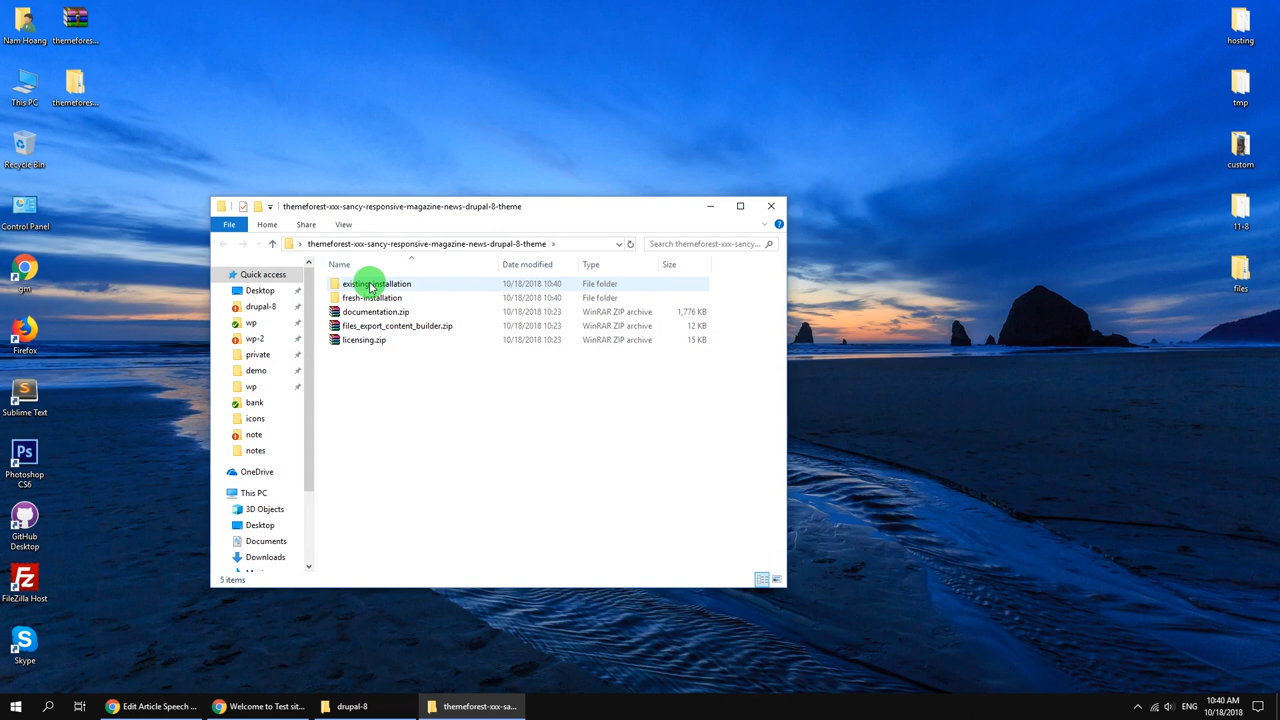 Nam Hoang
themefores...
This PC
themefores...
Recycle Bin
Control Panel
gm
Firefox
Sublime Text
Photoshop
CS6
GitHub
Desktop
FileZilla Host
Skype
hosting
tmp
custom
11-8
files
themeforest-xxx-sancy-responsive-magazine-news-drupal-8-theme
File Home Share View
themeforest-xxx-sancy-responsive-magazine-news-drupal-8-theme
Search themeforest-xxx-sancy-...
Name Date modified Type Size
existing-installation 10/18/2018 10:40 File folder
fresh-installation 10/18/2018 10:40 File folder
documentation.zip 10/18/2018 10:23 WinRAR ZIP archive 1,776 KB
files_export_content_builder.zip 10/18/2018 10:23 WinRAR ZIP archive 12 KB
licensing.zip 10/18/2018 10:23 WinRAR ZIP archive 15 KB
Quick access
Desktop
drupal-8
wp
wp-2
private
demo
wp
bank
icons
note
notes
OneDrive
This PC
3D Objects
Desktop
Documents
Downloads
5 items
Edit Article Speech ...
Welcome to Test sit...
drupal-8
themeforest-xxx-sa...
ENG
10:40 AM
10/18/2018